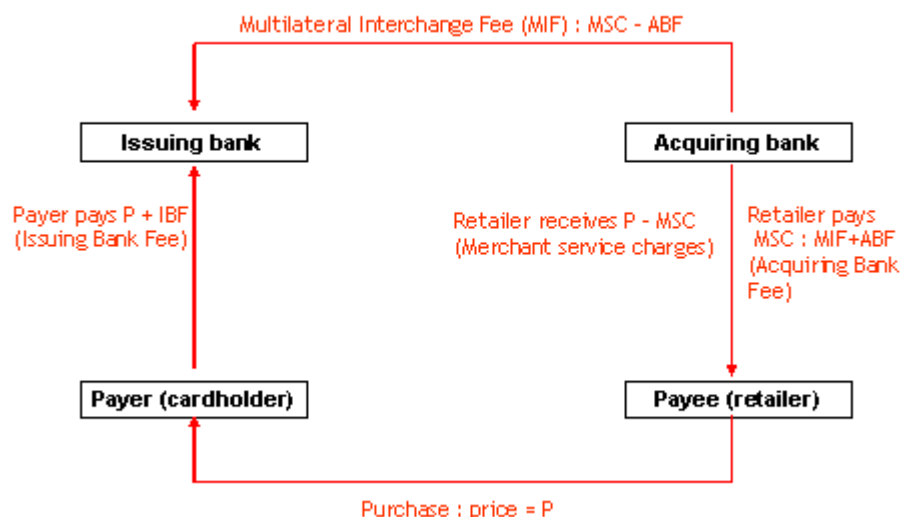 Multilateral Interchange Fee (MIF) : MSC - ABF
Issuing bank
Acquiring bank
Payer pays P + IBF
(Issuing Bank Fee)
Retailer receives P - MSC
(Merchant service charges)
Retailer pays
MSC : MIF+ABF
(Acquiring Bank
Fee)
Payer (cardholder)
Payee (retailer)
Purchase : price = P